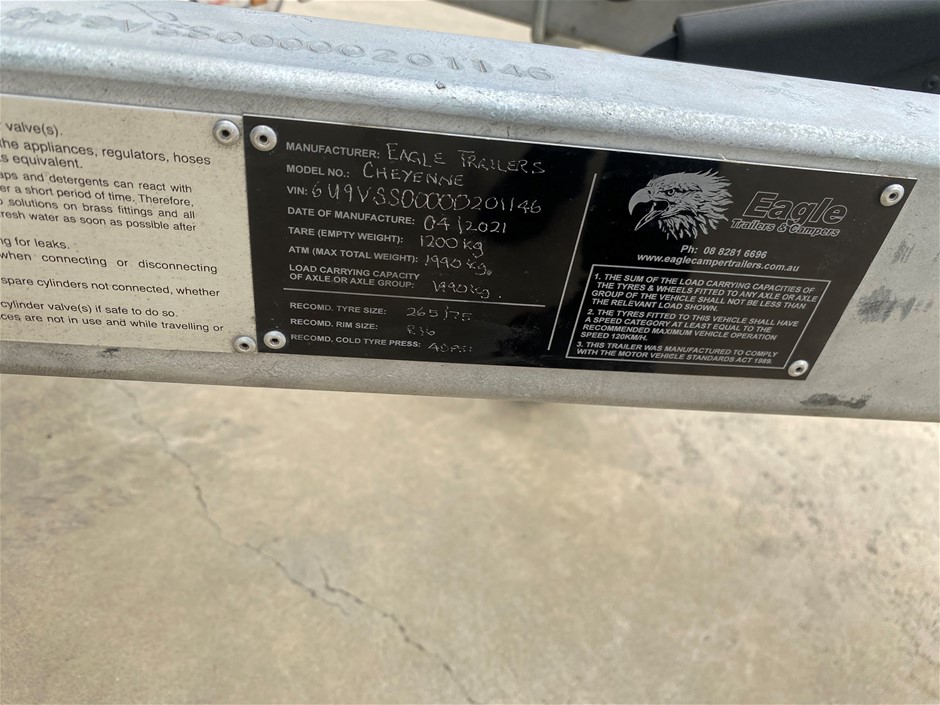 VSS00000201146
valve(s).
the appliances, regulators, hoses
s equivalent.
aps and detergents can react with
er a short period of time. Therefore,
solutions on brass fittings and all
fresh water as soon as possible after
ng for leaks.
when connecting or disconnecting
spare cylinders not connected, whether
cylinder valve(s) if safe to do so.
ces are not in use and while travelling or
MANUFACTURER: EAGLE TRAILERS
MODEL NO.: CHEYENNE
VIN: 6U9VSS00000201146
DATE OF MANUFACTURE: 04/2021
TARE (EMPTY WEIGHT): 1200 kg
ATM (MAX TOTAL WEIGHT): 1990 kg.
LOAD CARRYING CAPACITY
OF AXLE OR AXLE GROUP: 1990kg.
RECOMD. TYRE SIZE: 265/75
RECOMD. RIM SIZE:
RECOMD. COLD TYRE PRESS: 40PSI
Eagle
Trailers & Campers
Ph: 08 8281 6696
www.eaglecampertrailers.com.au
1. THE SUM OF THE LOAD CARRYING CAPACITIES OF
THE TYRES & WHEELS FITTED TO ANY AXLE OR AXLE
GROUP OF THE VEHICLE SHALL NOT BE LESS THAN
THE RELEVANT LOAD SHOWN.
2. THE TYRES FITTED TO THIS VEHICLE SHALL HAVE
A SPEED CATEGORY AT LEAST EQUAL TO THE
RECOMMENDED MAXIMUM VEHICLE OPERATION
SPEED 120KM/H.
3. THIS TRAILER WAS MANUFACTURED TO COMPLY
WITH THE MOTOR VEHICLE STANDARDS ACT 1989.